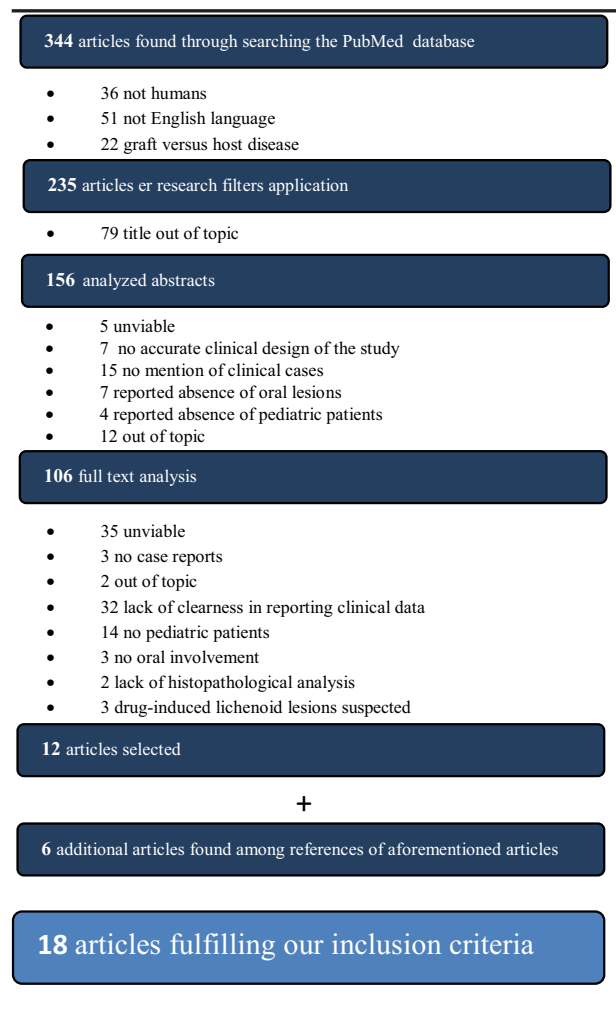 344 articles found through searching the PubMed database
• 36 not humans
• 51 not English language
• 22 graft versus host disease
235 articles er research filters application
• 79 title out of topic
156 analyzed abstracts
• 5 unviable
• 7 no accurate clinical design of the study
• 15 no mention of clinical cases
• 7 reported absence of oral lesions
• 4 reported absence of pediatric patients
• 12 out of topic
106 full text analysis
• 35 unviable
• 3 no case reports
• 2 out of topic
• 32 lack of clearness in reporting clinical data
• 14 no pediatric patients
• 3 no oral involvement
• 2 lack of histopathological analysis
• 3 drug-induced lichenoid lesions suspected
12 articles selected
+
6 additional articles found among references of aforementioned articles
18 articles fulfilling our inclusion criteria